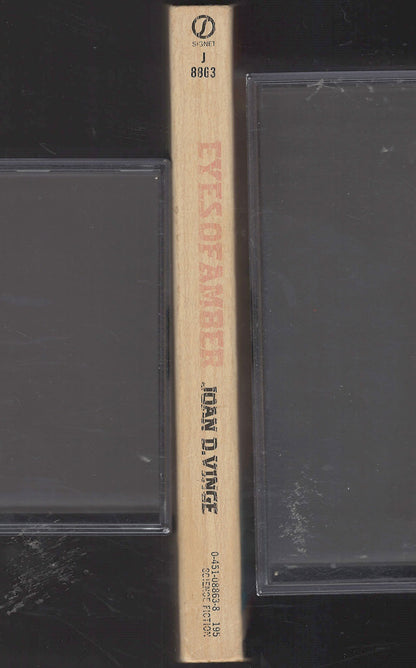 SIGNET
J
8863
EYES OF AMBER
JOAN D. VINGE
0-451-08863-8 195
SCIENCE FICTION